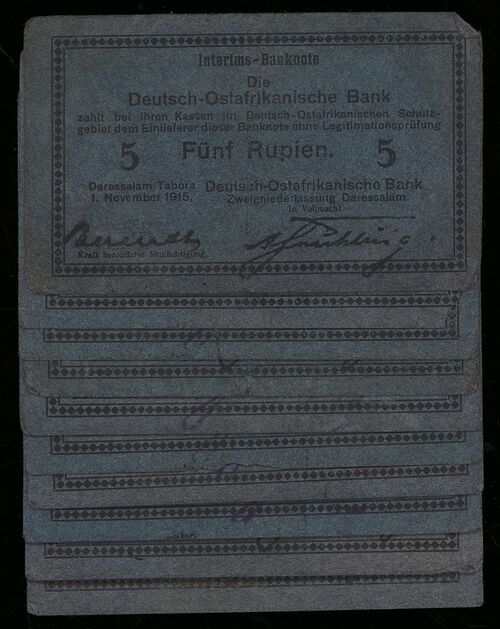 Interims-Banknote
Die
Deutsch-Ostafrikanische Bank
zahlt bei ihren Kassen im Deutsch-Ostafrikanischen Schutz-
gebiet dem Einlieferer dieser Banknote ohne Legitimationsprüfung
5 Fünf Rupien. 5
Daressalam/Tabora Deutsch-Ostafrikanische Bank
1. November 1915. Zweigniederlassung Daressalam
In Vollmacht
Kraft besonderer Ermächtigung.